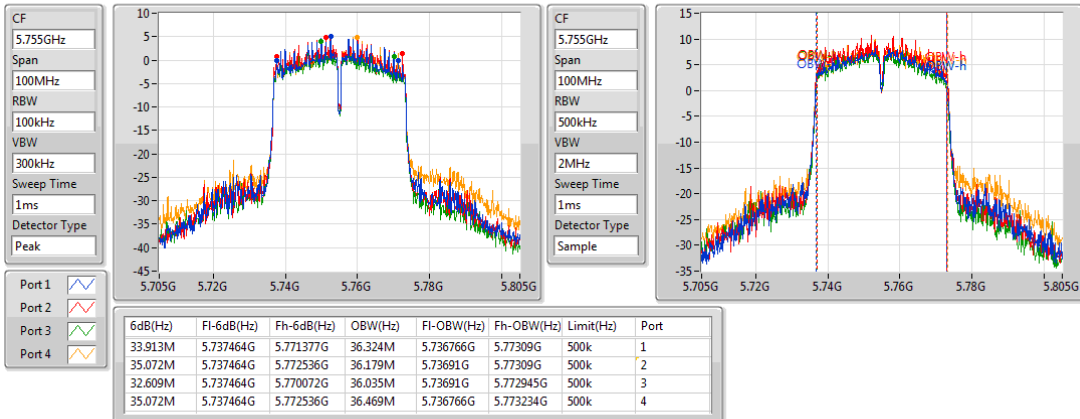 CF
5.755GHz
Span
100MHz
RBW
100kHz
VBW
300kHz
Sweep Time
1ms
Detector Type
Peak
10
5
0
-5
-10
-15
-20
-25
-30
-35
-40
-45
5.705G 5.72G 5.74G 5.76G 5.78G 5.805G
CF
5.755GHz
Span
100MHz
RBW
500kHz
VBW
2MHz
Sweep Time
1ms
Detector Type
Sample
15
10
5
0
-5
-10
-15
-20
-25
-30
-35
OBW-h
5.705G 5.72G 5.74G 5.76G 5.78G 5.805G
Port 1
Port 2
Port 3
Port 4
6dB(Hz) Fl-6dB(Hz) Fh-6dB(Hz) OBW(Hz) Fl-OBW(Hz) Fh-OBW(Hz) Limit(Hz) Port
33.913M 5.737464G 5.771377G 36.324M 5.736766G 5.77309G 500k 1
35.072M 5.737464G 5.772536G 36.179M 5.73691G 5.77309G 500k 2
32.609M 5.737464G 5.770072G 36.035M 5.73691G 5.772945G 500k 3
35.072M 5.737464G 5.772536G 36.469M 5.736766G 5.773234G 500k 4